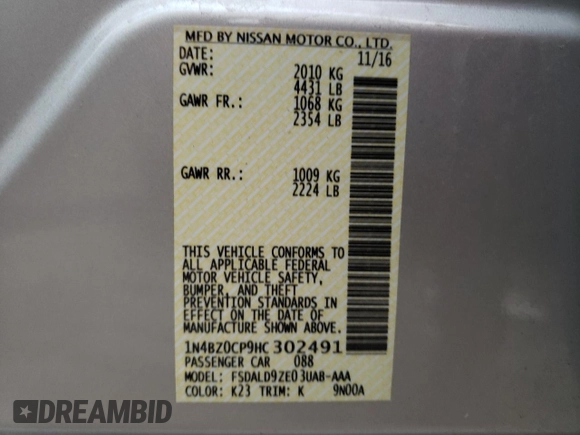 MFD BY NISSAN MOTOR CO., LTD.
DATE: 11/16
GVWR: 2010 KG
4431 LB
GAWR FR.: 1068 KG
2354 LB
GAWR RR.: 1009 KG
2224 LB
THIS VEHICLE CONFORMS TO
ALL APPLICABLE FEDERAL
MOTOR VEHICLE SAFETY,
BUMPER, AND THEFT
PREVENTION STANDARDS IN
EFFECT ON THE DATE OF
MANUFACTURE SHOWN ABOVE.
1N4BZ0CP9HC302491
PASSENGER CAR 088
MODEL: FSDALD9ZE03UAB-AAA
COLOR: K23 TRIM: K 9N00A
DREAMBID